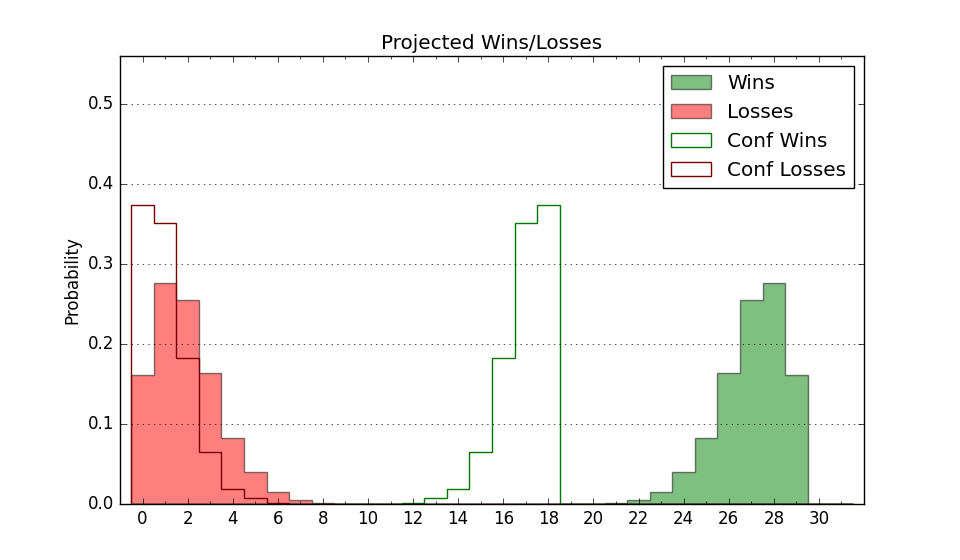 Projected Wins/Losses
Wins
Losses
Conf Wins
Conf Losses
Probability
0.5
0.4
0.3
0.2
0.1
0.0
0 2 4 6 8 10 12 14 16 18 20 22 24 26 28 30